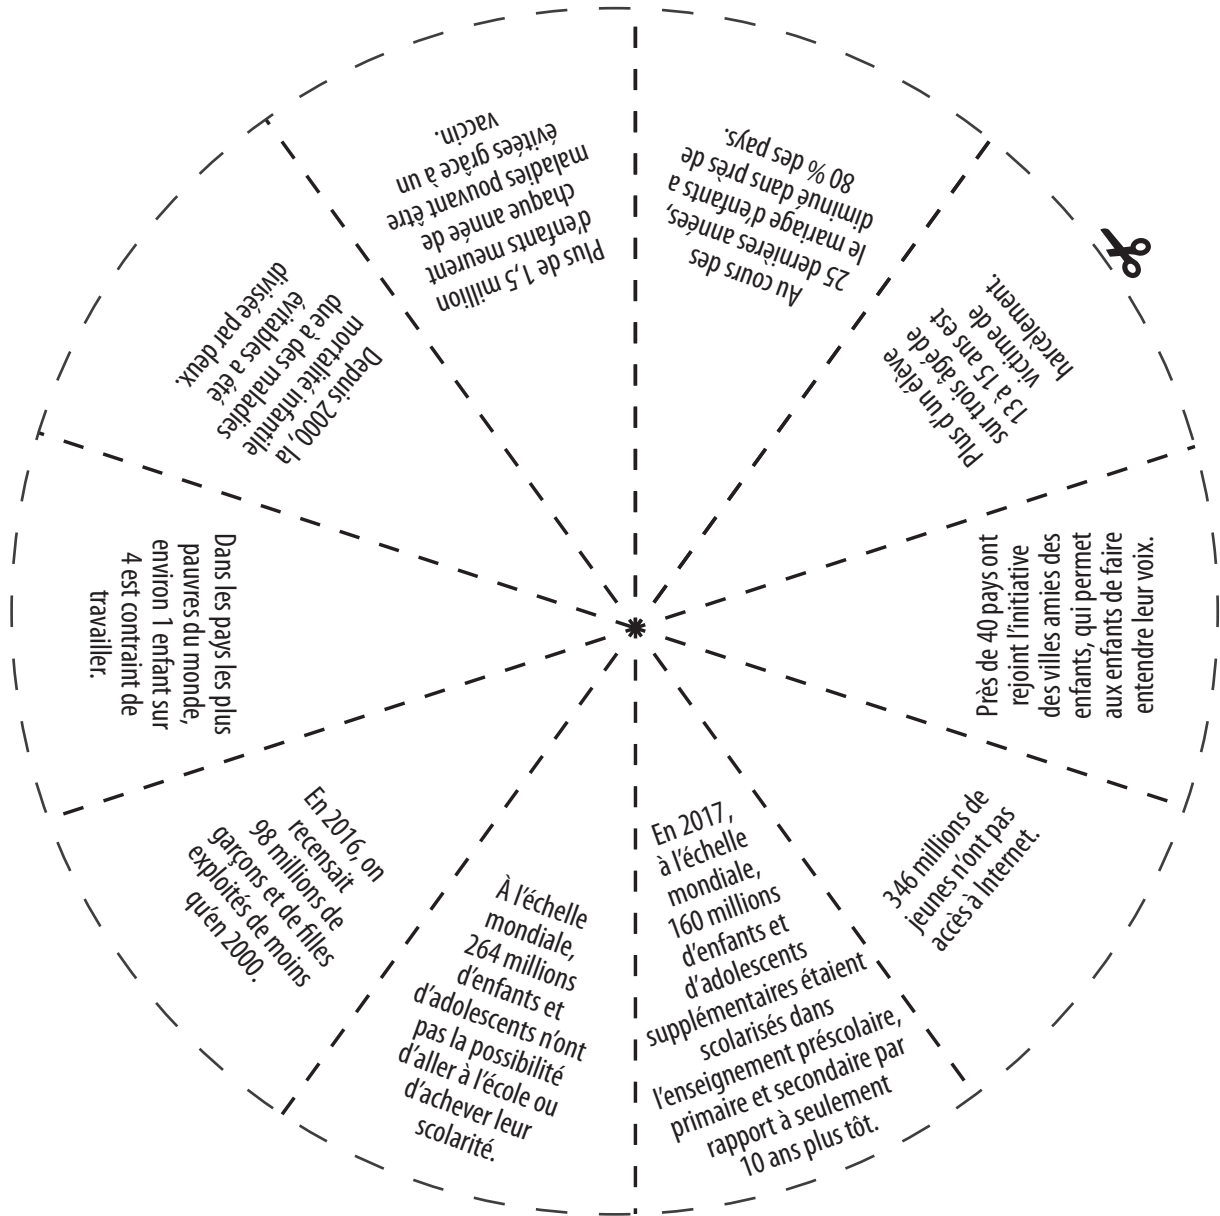 Au cours des
25 dernières années,
le mariage d'enfants a
diminué dans près de
80 % des pays.
Plus d'un élève
sur trois âgé de
13 à 15 ans est
victime de
harcèlement.
Près de 40 pays ont
rejoint l'initiative
des villes amies des
enfants, qui permet
aux enfants de faire
entendre leur voix.
346 millions de
jeunes n'ont pas
accès à Internet.
En 2017,
à l'échelle
mondiale,
160 millions
d'enfants et
d'adolescents
supplémentaires étaient
scolarisés dans
l'enseignement préscolaire,
primaire et secondaire par
rapport à seulement
10 ans plus tôt.
À l'échelle
mondiale,
264 millions
d'enfants et
d'adolescents n'ont
pas la possibilité
d'aller à l'école ou
d'achever leur
scolarité.
En 2016, on
recensait
98 millions de
garçons et de filles
exploités de moins
qu'en 2000.
Dans les pays les plus
pauvres du monde,
environ 1 enfant sur
4 est contraint de
travailler.
Depuis 2000, la
mortalité infantile
due à des maladies
évitables a été
divisée par deux.
Plus de 1,5 million
d'enfants meurent
chaque année de
maladies pouvant être
évitées grâce à un
vaccin.